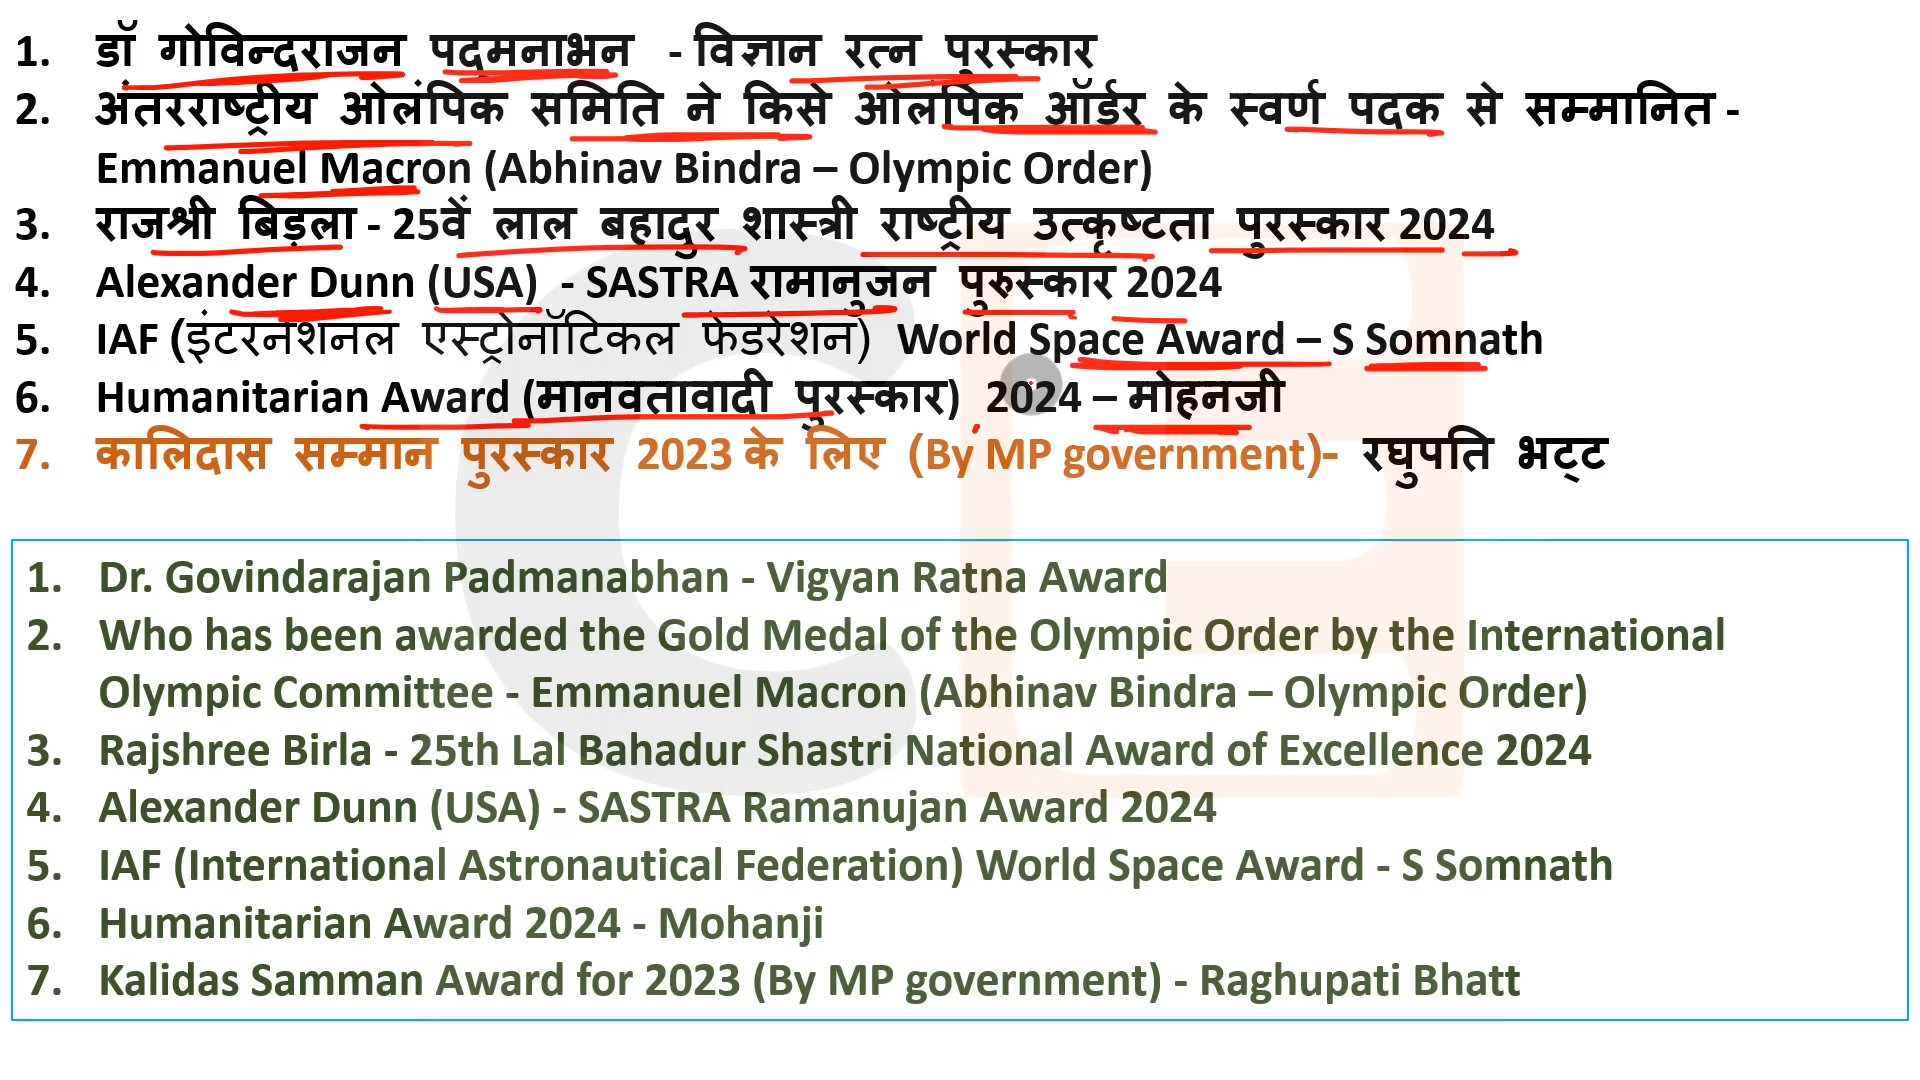 1. डॉ गोविन्दराजन पदमनाभन - विज्ञान रत्न पुरस्कार
2. अंतरराष्ट्रीय ओलंपिक समिति ने किसे ओलंपिक ऑर्डर के स्वर्ण पदक से सम्मानित -
Emmanuel Macron (Abhinav Bindra – Olympic Order)
3. राजश्री बिड़ला - 25वें लाल बहादुर शास्त्री राष्ट्रीय उत्कृष्टता पुरस्कार 2024
4. Alexander Dunn (USA) - SASTRA रामानुजन पुरुस्कार 2024
5. IAF (इंटरनेशनल एस्ट्रोनॉटिकल फेडरेशन) World Space Award – S Somnath
6. Humanitarian Award (मानवतावादी पुरस्कार) 2024 – मोहनजी
7. कालिदास सम्मान पुरस्कार 2023 के लिए (By MP government)- रघुपति भट्ट
1. Dr. Govindarajan Padmanabhan - Vigyan Ratna Award
2. Who has been awarded the Gold Medal of the Olympic Order by the International
Olympic Committee - Emmanuel Macron (Abhinav Bindra – Olympic Order)
3. Rajshree Birla - 25th Lal Bahadur Shastri National Award of Excellence 2024
4. Alexander Dunn (USA) - SASTRA Ramanujan Award 2024
5. IAF (International Astronautical Federation) World Space Award - S Somnath
6. Humanitarian Award 2024 - Mohanji
7. Kalidas Samman Award for 2023 (By MP government) - Raghupati Bhatt